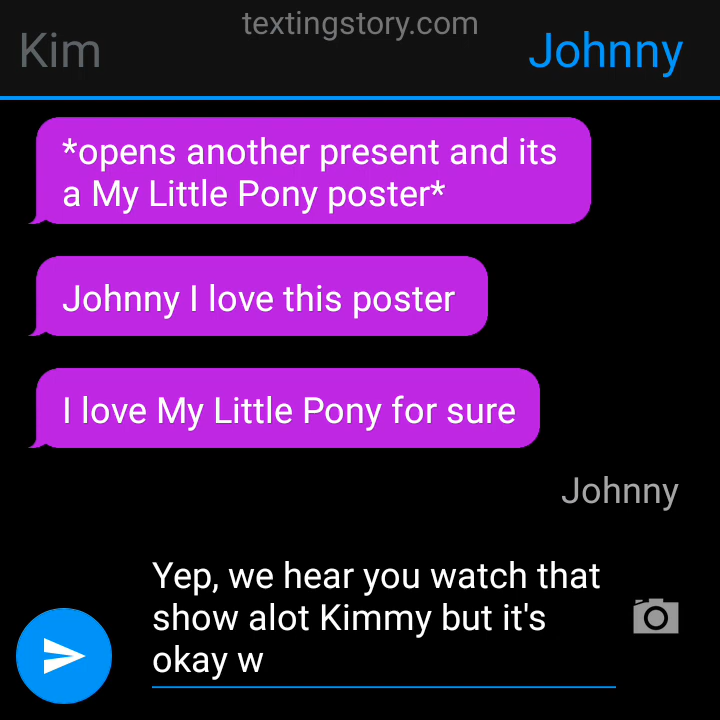 textingstory.com
Kim
Johnny
*opens another present and its
a My Little Pony poster*
Johnny I love this poster
I love My Little Pony for sure
Johnny
Yep, we hear you watch that
show alot Kimmy but it's
okay w